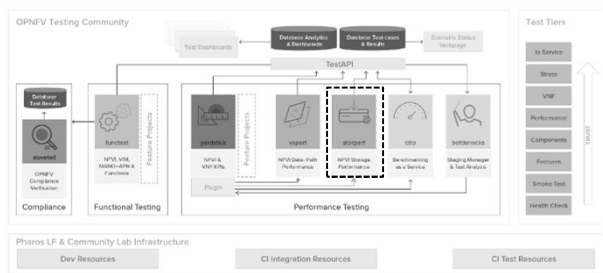 OPNFV Testing Community
Test Dashboards
Database Analytics
& Dashboards
Database Test cases
& Results
Scenario Status
Webpage
TestAPI
Database
Test Results
dovetail
OPNFV
Compliance
Verification
Compliance
functest
NFVI, VIM,
MANO-APIs &
Functions
Feature Projects
Functional Testing
yardstick
NFVI &
VNF KPIs
Feature Projects
Plugin
vsperf
NFVI Data-Path
Performance
storperf
NFVI Storage
Performance
Benchmarking
as a Service
bottlenecks
Staging Manager
& Test Analysis
Performance Testing
Test Tiers
In Service
Stress
VNF
Performance
Components
Features
Smoke Test
Health Check
TRUST
Pharos LF & Community Lab Infrastructure
Dev Resources
CI Integration Resources
CI Test Resources